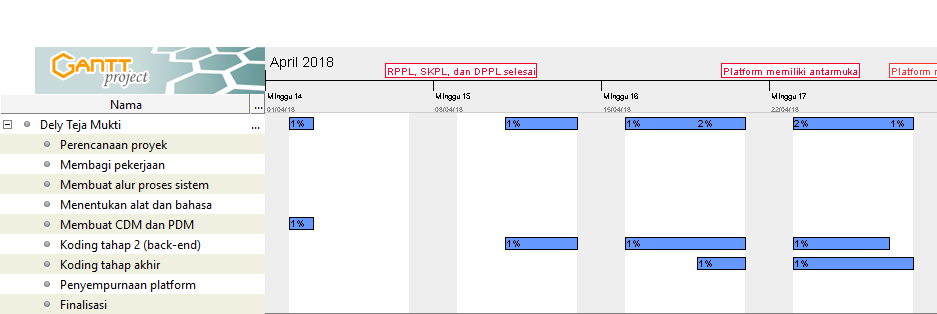 GANTT
project
April 2018
RPPL, SKPL, dan DPPL selesai
Platform memiliki antarmuka
Platform m
Nama ...
Minggu 14
Minggu 15
Minggu 16
Minggu 17
01/04/18
08/04/18
15/04/18
22/04/18
Dely Teja Mukti ...
1%
1%
1% 2%
2% 1%
Perencanaan proyek
Membagi pekerjaan
Membuat alur proses sistem
Menentukan alat dan bahasa
Membuat CDM dan PDM
1%
Koding tahap 2 (back-end)
1%
1%
1%
Koding tahap akhir
1%
1%
Penyempurnaan platform
Finalisasi